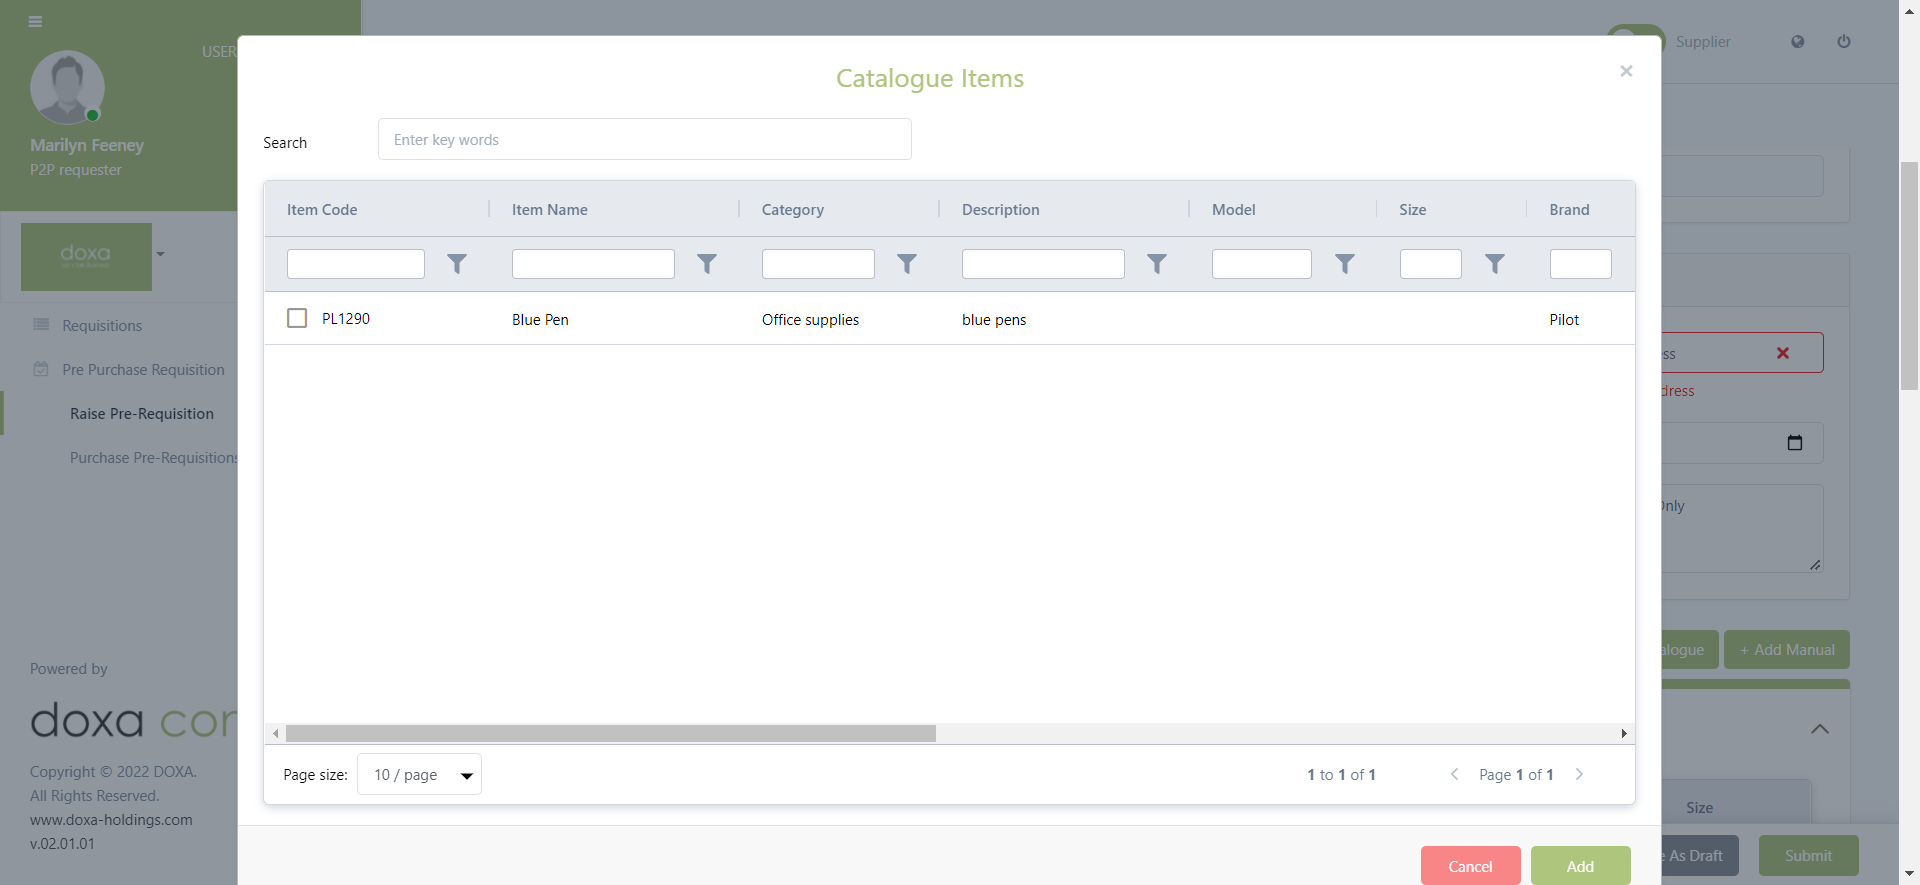 USER
Supplier
Marilyn Feeney
P2P requester
doxa
Requisitions
Pre Purchase Requisition
Raise Pre-Requisition
Purchase Pre-Requisitions
Powered by
doxa con
Copyright © 2022 DOXA.
All Rights Reserved.
www.doxa-holdings.com
v.02.01.01
Catalogue Items
×
Search
Enter key words
Item Code Item Name Category Description Model Size Brand
PL1290 Blue Pen Office supplies blue pens Pilot
Page size: 10 / page
1 to 1 of 1 Page 1 of 1
Cancel Add
ss
dress
Only
alogue + Add Manual
Size
e As Draft Submit